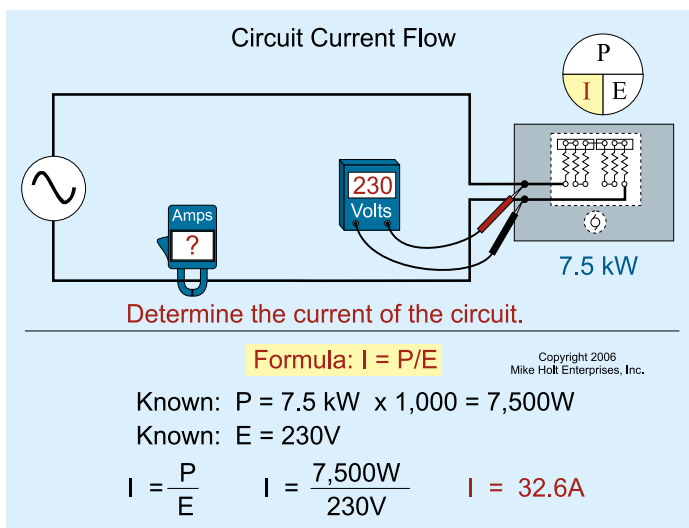 Circuit Current Flow
P
I E
230
Volts
Amps
?
7.5 kW
Determine the current of the circuit.
Formula: I = P/E
Copyright 2006
Mike Holt Enterprises, Inc.
Known: P = 7.5 kW x 1,000 = 7,500W
Known: E = 230V
I = P/E I = 7,500W/230V I = 32.6A